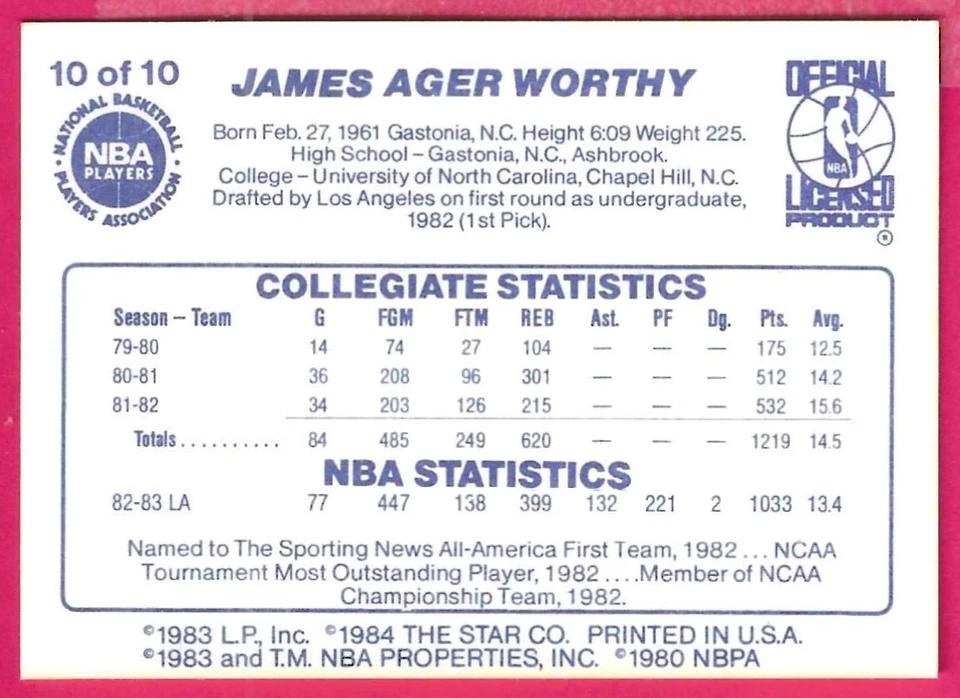 10 of 10
NATIONAL BASKETBALL
NBA
PLAYERS
PLAYERS ASSOCIATION
JAMES AGER WORTHY
Born Feb. 27, 1961 Gastonia, N.C. Height 6:09 Weight 225.
High School – Gastonia, N.C., Ashbrook.
College – University of North Carolina, Chapel Hill, N.C.
Drafted by Los Angeles on first round as undergraduate,
1982 (1st Pick).
OFFICIAL
NBA
LICENSED
PRODUCT
®
COLLEGIATE STATISTICS
Season – Team G FGM FTM REB Ast. PF Dg. Pts. Avg.
79-80 14 74 27 104 — — — 175 12.5
80-81 36 208 96 301 — — — 512 14.2
81-82 34 203 126 215 — — — 532 15.6
Totals.......... 84 485 249 620 — — — 1219 14.5
NBA STATISTICS
82-83 LA 77 447 138 399 132 221 2 1033 13.4
Named to The Sporting News All-America First Team, 1982 ... NCAA
Tournament Most Outstanding Player, 1982 ....Member of NCAA
Championship Team, 1982.
©1983 L.P., Inc. ©1984 THE STAR CO. PRINTED IN U.S.A.
©1983 and T.M. NBA PROPERTIES, INC. ©1980 NBPA